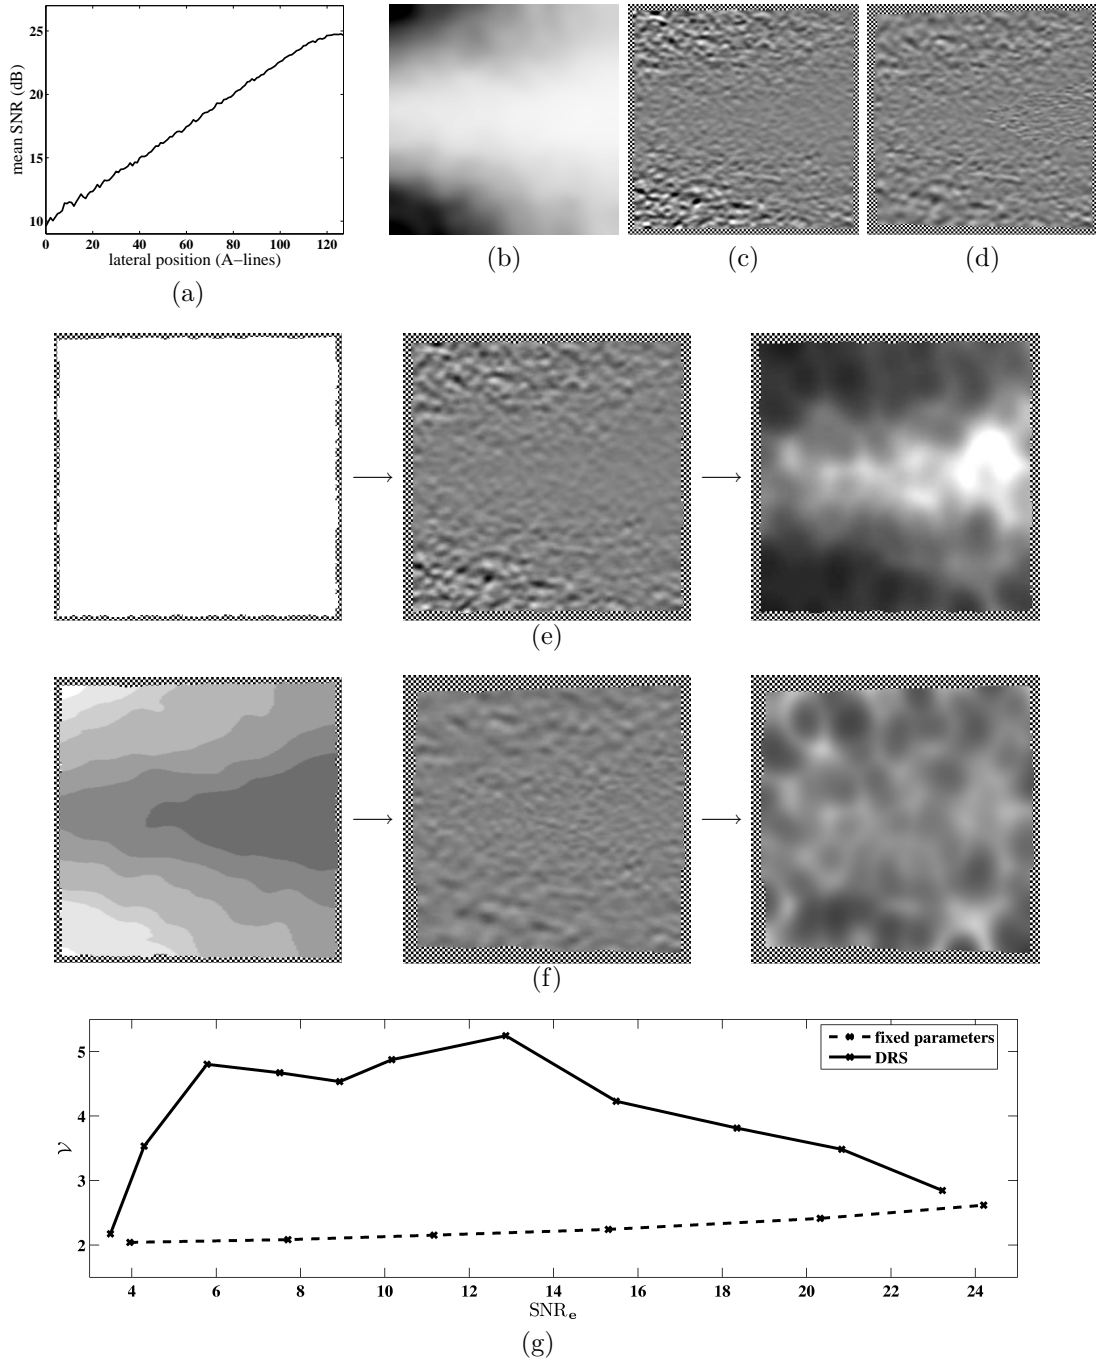 25
20
15
10
mean SNR (dB)
0 20 40 60 80 100 120
lateral position (A-lines)
(a)
(b)
(c)
(d)
(e)
(f)
5
4
3
2
𝒱
fixed parameters
DRS
4 6 8 10 12 14 16 18 20 22 24
SNRₑ
(g)